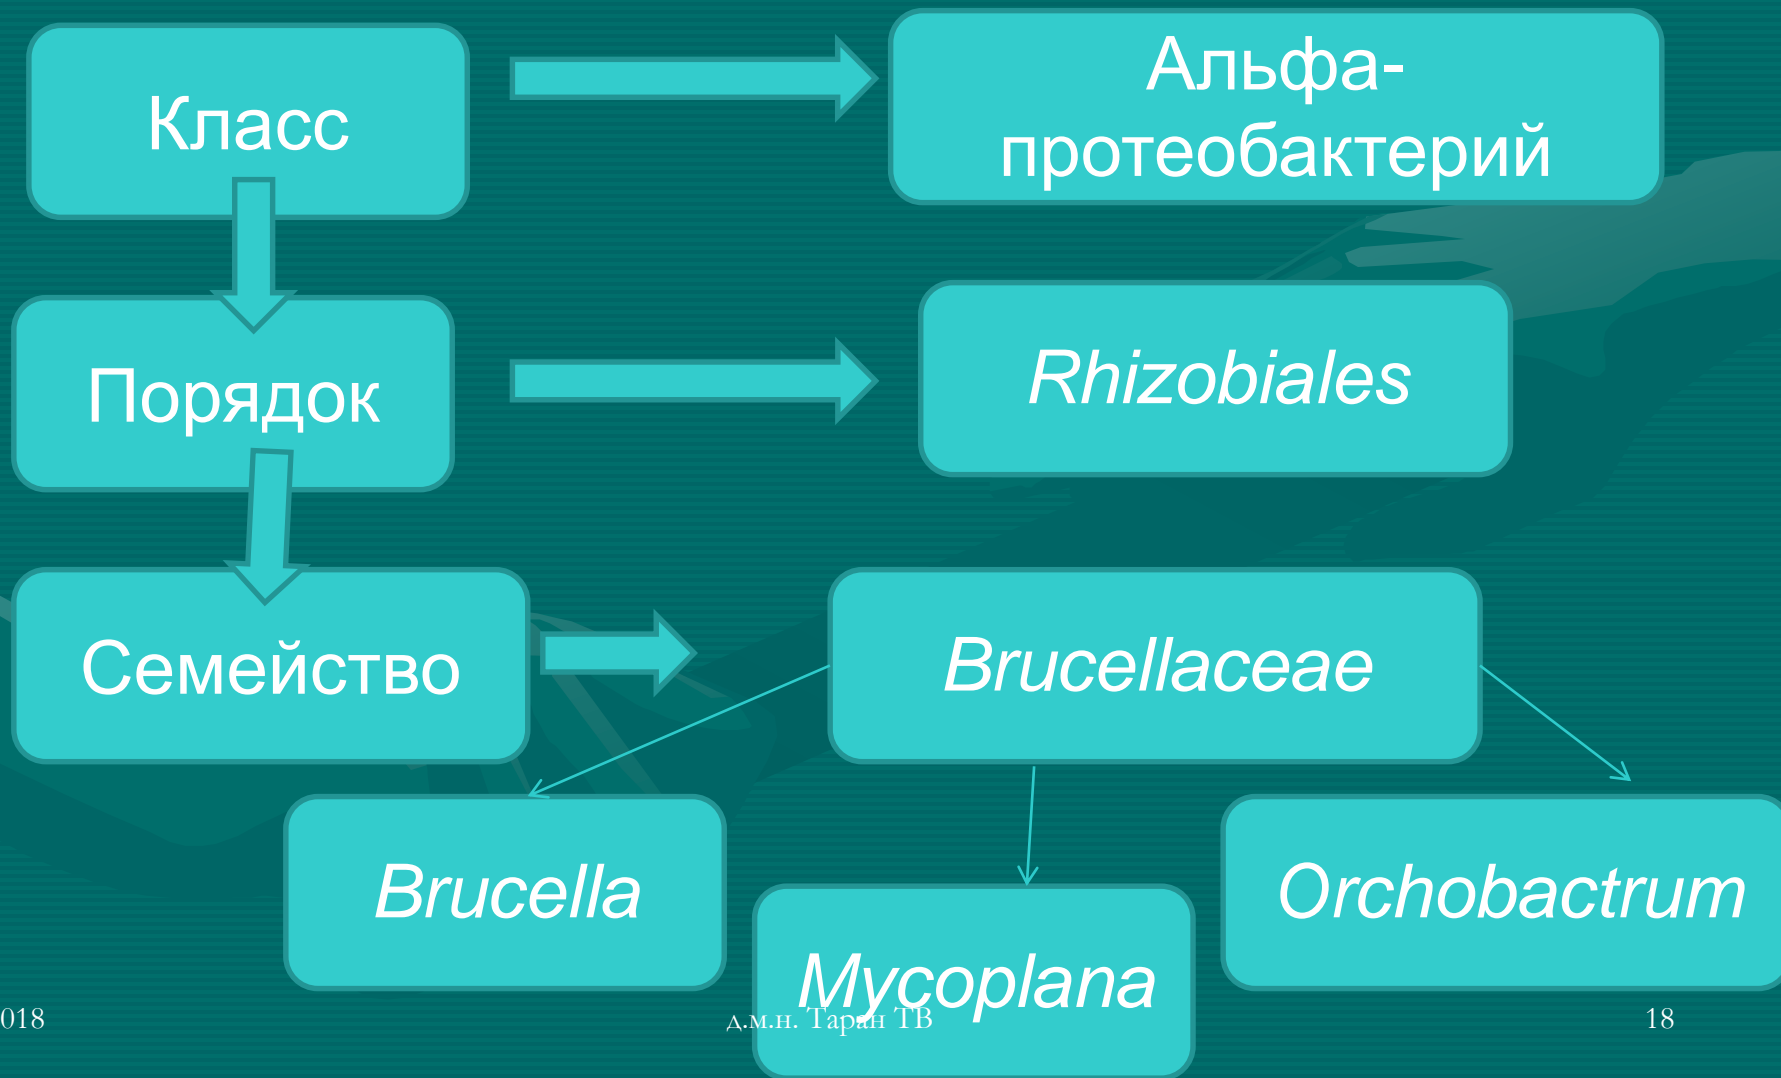 Класс
Альфа-
протеобактерий
Порядок
Rhizobiales
Семейство
Brucellaceae
Brucella
Mycoplana
Orchobactrum
018
д.м.н. Таран ТВ
18